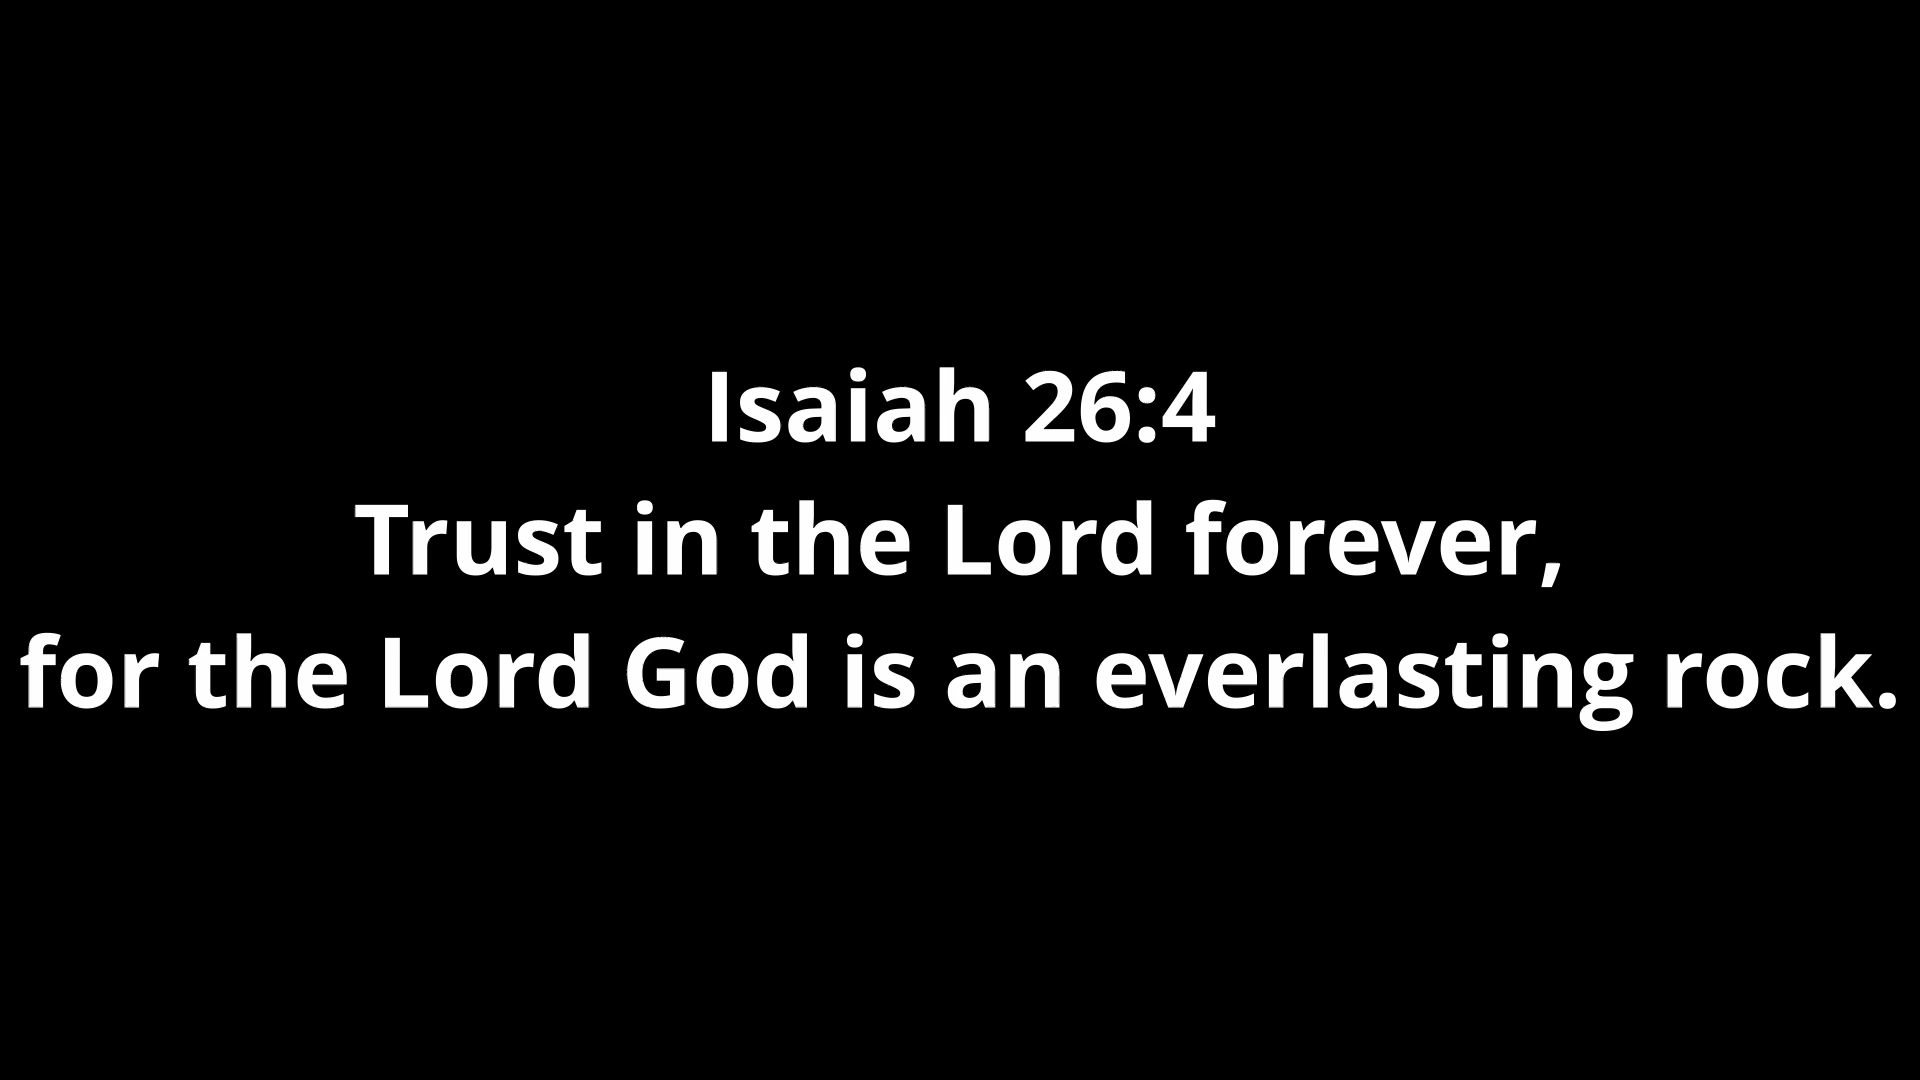 Isaiah 26:4
Trust in the Lord forever,
for the Lord God is an everlasting rock.